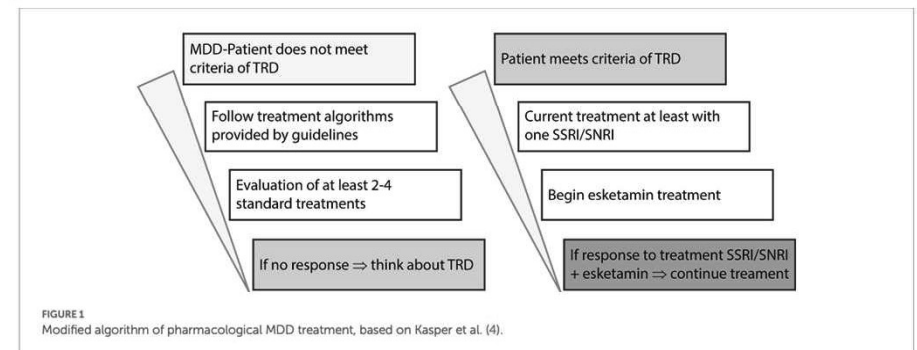 MDD-Patient does not meet
criteria of TRD
Follow treatment algorithms
provided by guidelines
Evaluation of at least 2-4
standard treatments
If no response ⇒ think about TRD
Patient meets criteria of TRD
Current treatment at least with
one SSRI/SNRI
Begin esketamin treatment
If response to treatment SSRI/SNRI
+ esketamin ⇒ continue treament
FIGURE 1
Modified algorithm of pharmacological MDD treatment, based on Kasper et al. (4).